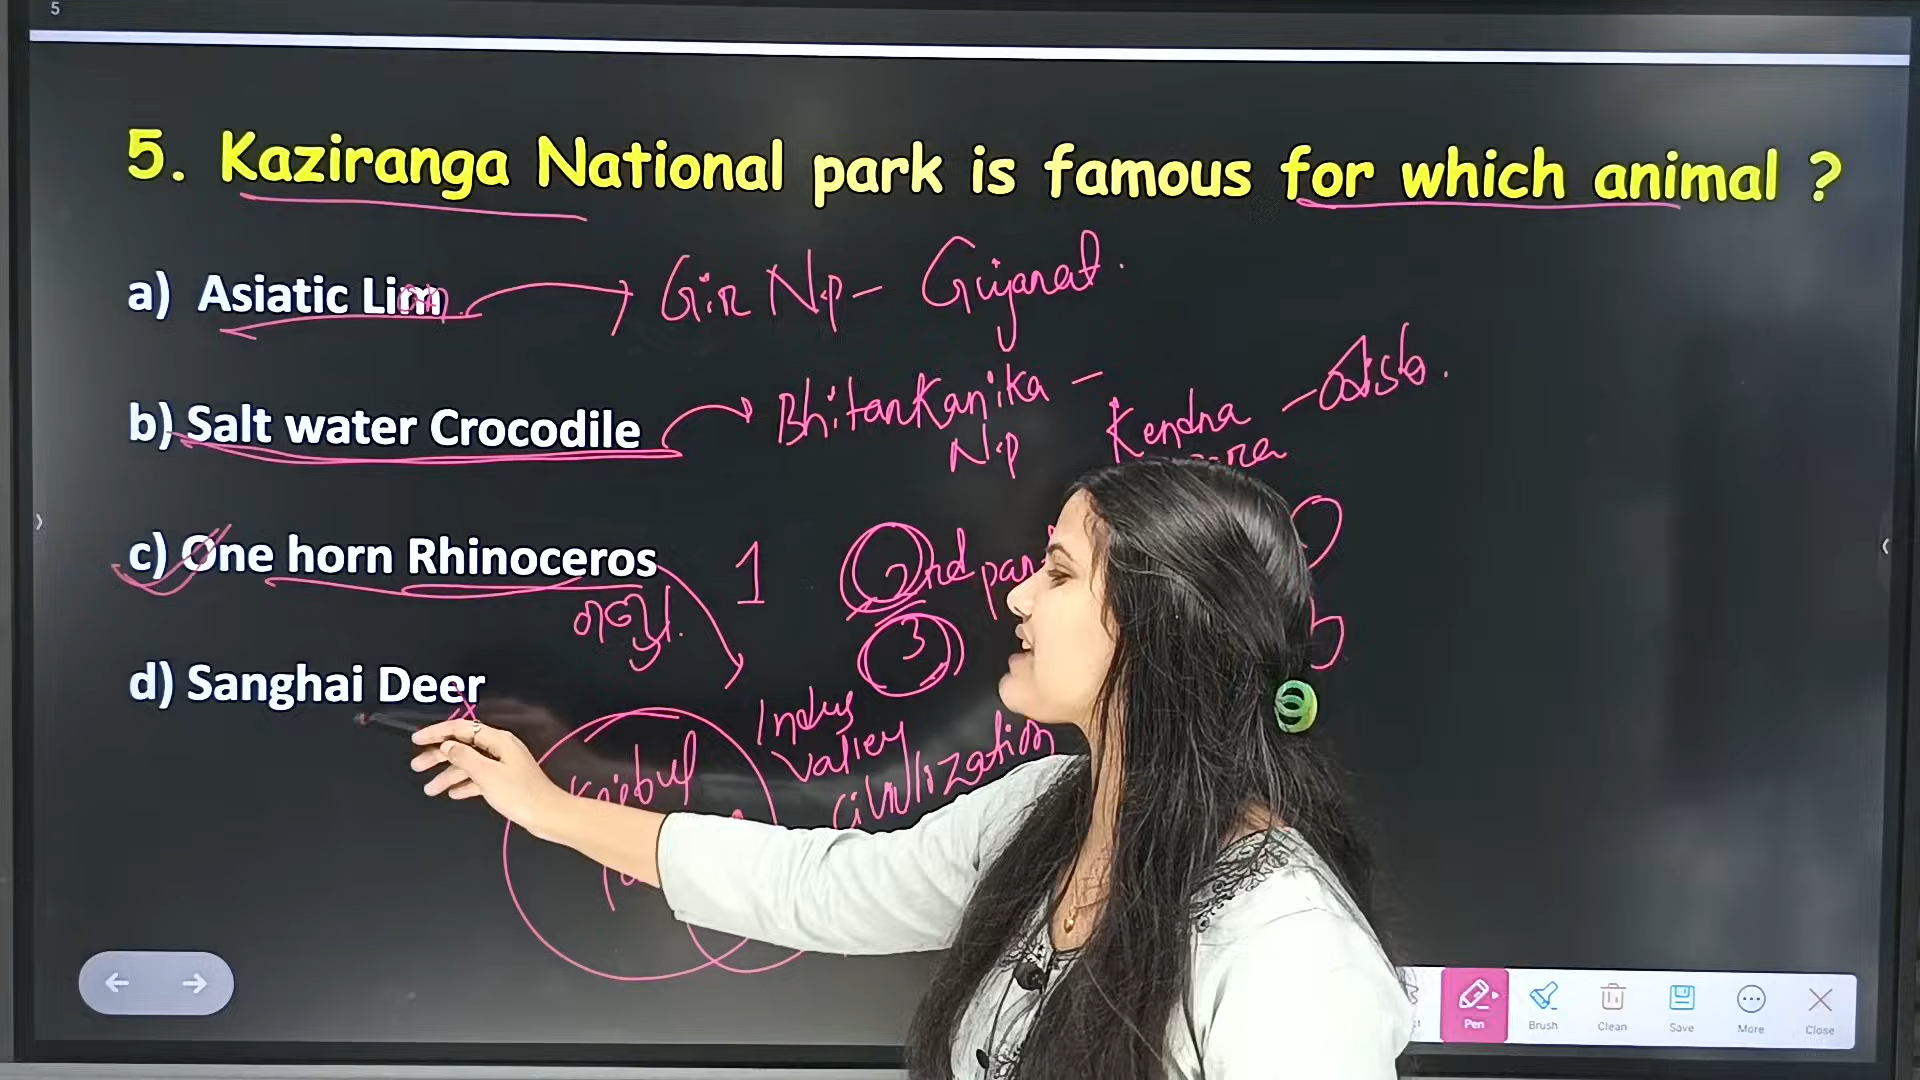 5
5. Kaziranga National park is famous for which animal ?
a) Asiatic Lion → Gir N.P - Gujarat.
b) Salt water Crocodile → Bhitarkanika - Kendra
N.P
c) One horn Rhinoceros 1 2nd
3
d) Sanghai Deer
Indus
Valley
Civilization
Keibul
Pen
Brush
Clean
Save
More
Close